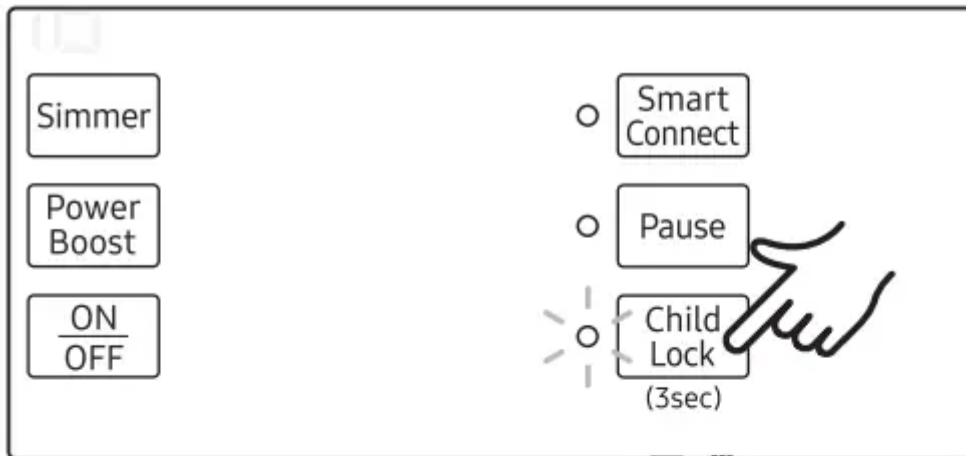 Simmer
Smart
Connect
Power
Boost
Pause
ON
OFF
Child
Lock
(3sec)